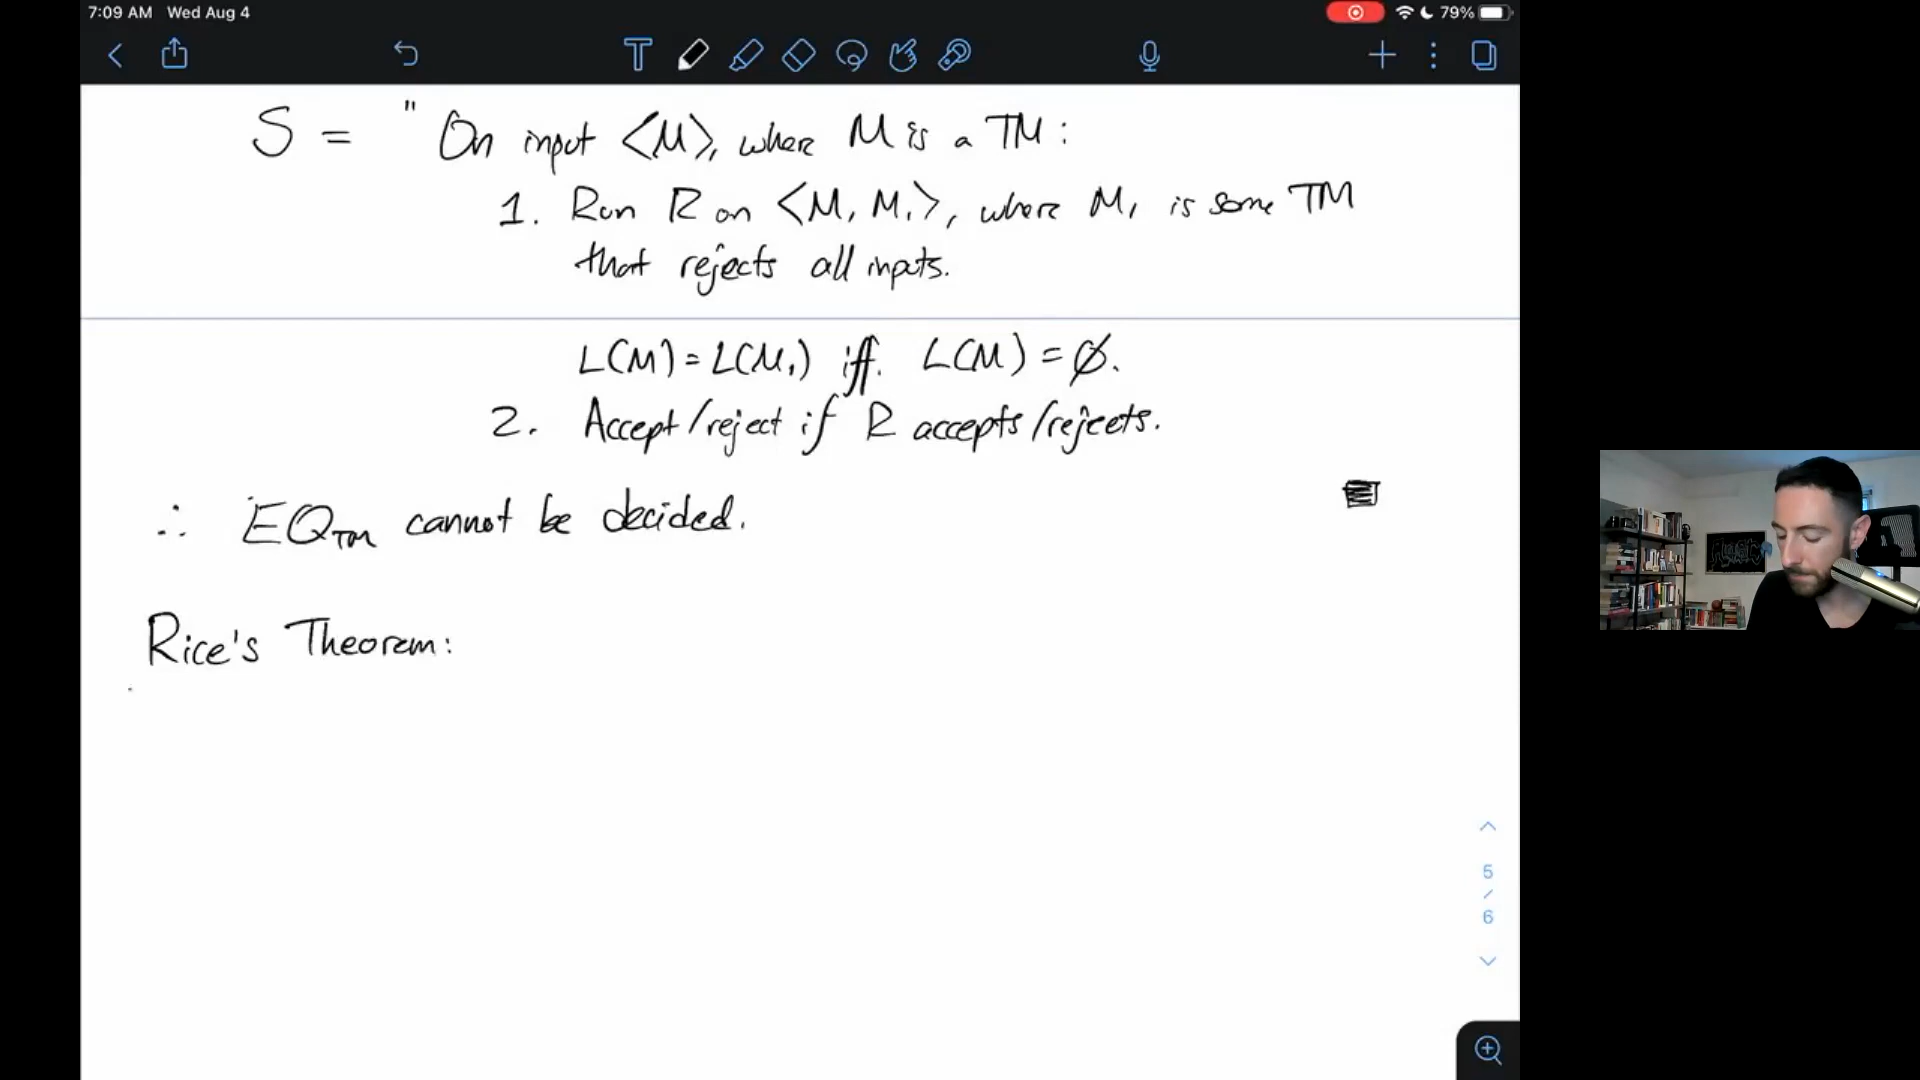 7:09 AM Wed Aug 4 79%
S = "On input <M>, where M is a TM:
1. Run R on <M, M₁>, where M₁ is some TM
that rejects all inputs.
L(M) = L(M₁) iff. L(M) = ∅.
2. Accept/reject if R accepts/rejects.
∴ EQ_TM cannot be decided.
Rice's Theorem:
5
/
6